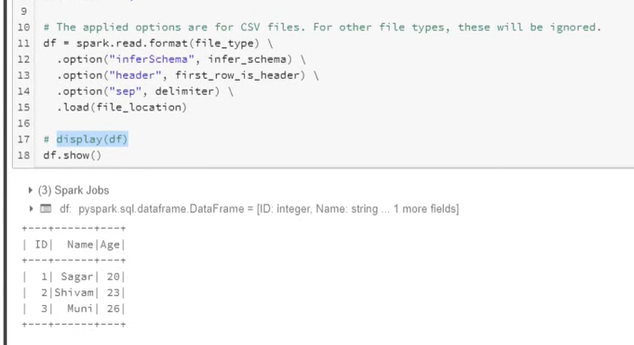 9
10 # The applied options are for CSV files. For other file types, these will be ignored.
11 df = spark.read.format(file_type) \
12 .option("inferSchema", infer_schema) \
13 .option("header", first_row_is_header) \
14 .option("sep", delimiter) \
15 .load(file_location)
16
17 # display(df)
18 df.show()
(3) Spark Jobs
df: pyspark.sql.dataframe.DataFrame = [ID: integer, Name: string ... 1 more fields]
+---+------+---+
| ID| Name|Age|
+---+------+---+
| 1| Sagar| 20|
| 2|Shivam| 23|
| 3| Muni| 26|
+---+------+---+